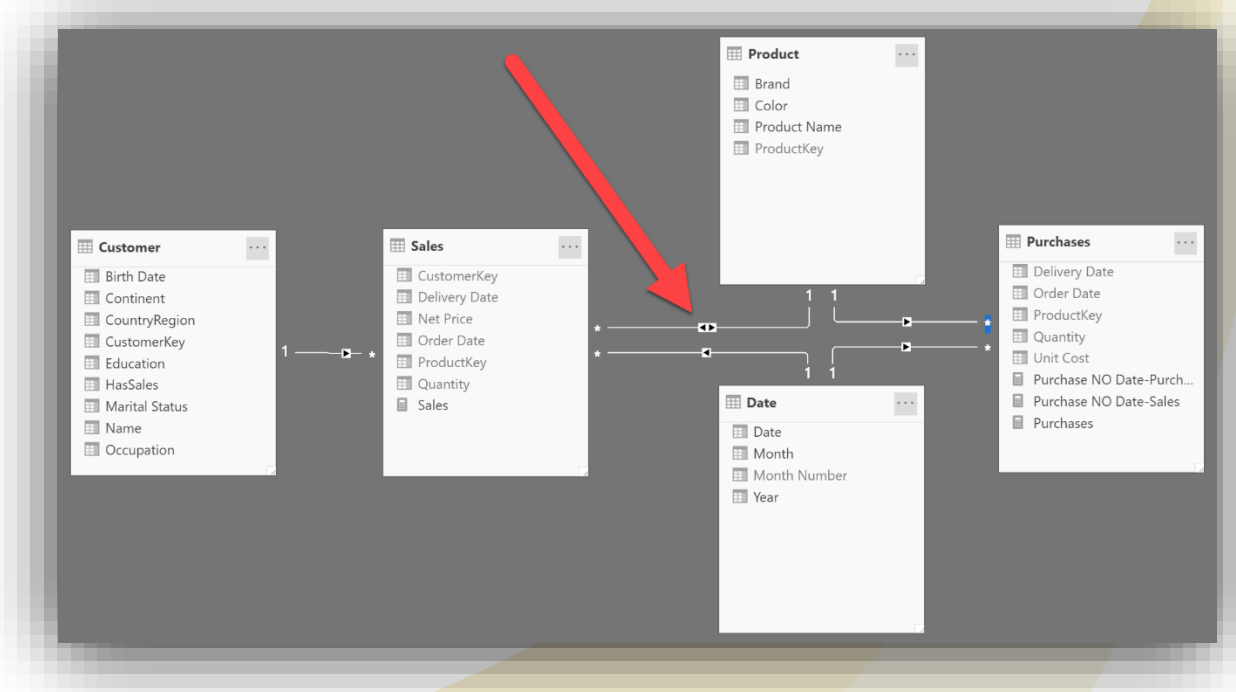 Product
Brand
Color
Product Name
ProductKey
Customer
Birth Date
Continent
CountryRegion
CustomerKey
Education
HasSales
Marital Status
Name
Occupation
Sales
CustomerKey
Delivery Date
Net Price
Order Date
ProductKey
Quantity
Sales
Purchases
Delivery Date
Order Date
ProductKey
Quantity
Unit Cost
Purchase NO Date-Purch...
Purchase NO Date-Sales
Purchases
1 1
*
*
1
*
*
*
1 1
Date
Date
Month
Month Number
Year